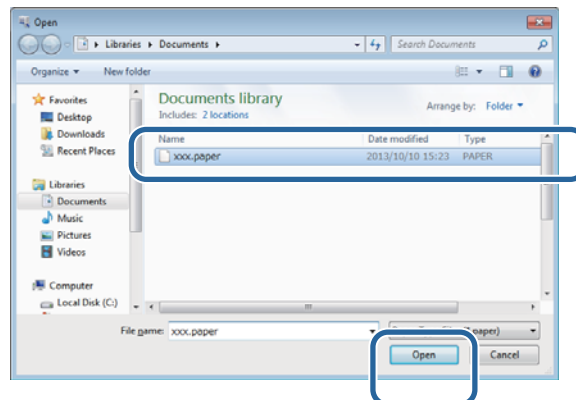 Open
Libraries Documents
Search Documents
Organize New folder
Favorites
Desktop
Downloads
Recent Places
Libraries
Documents
Music
Pictures
Videos
Computer
Local Disk (C:)
Documents library
Includes: 2 locations
Arrange by: Folder
Name Date modified Type
xxx.paper 2013/10/10 15:23 PAPER
File name: xxx.paper
Open Cancel